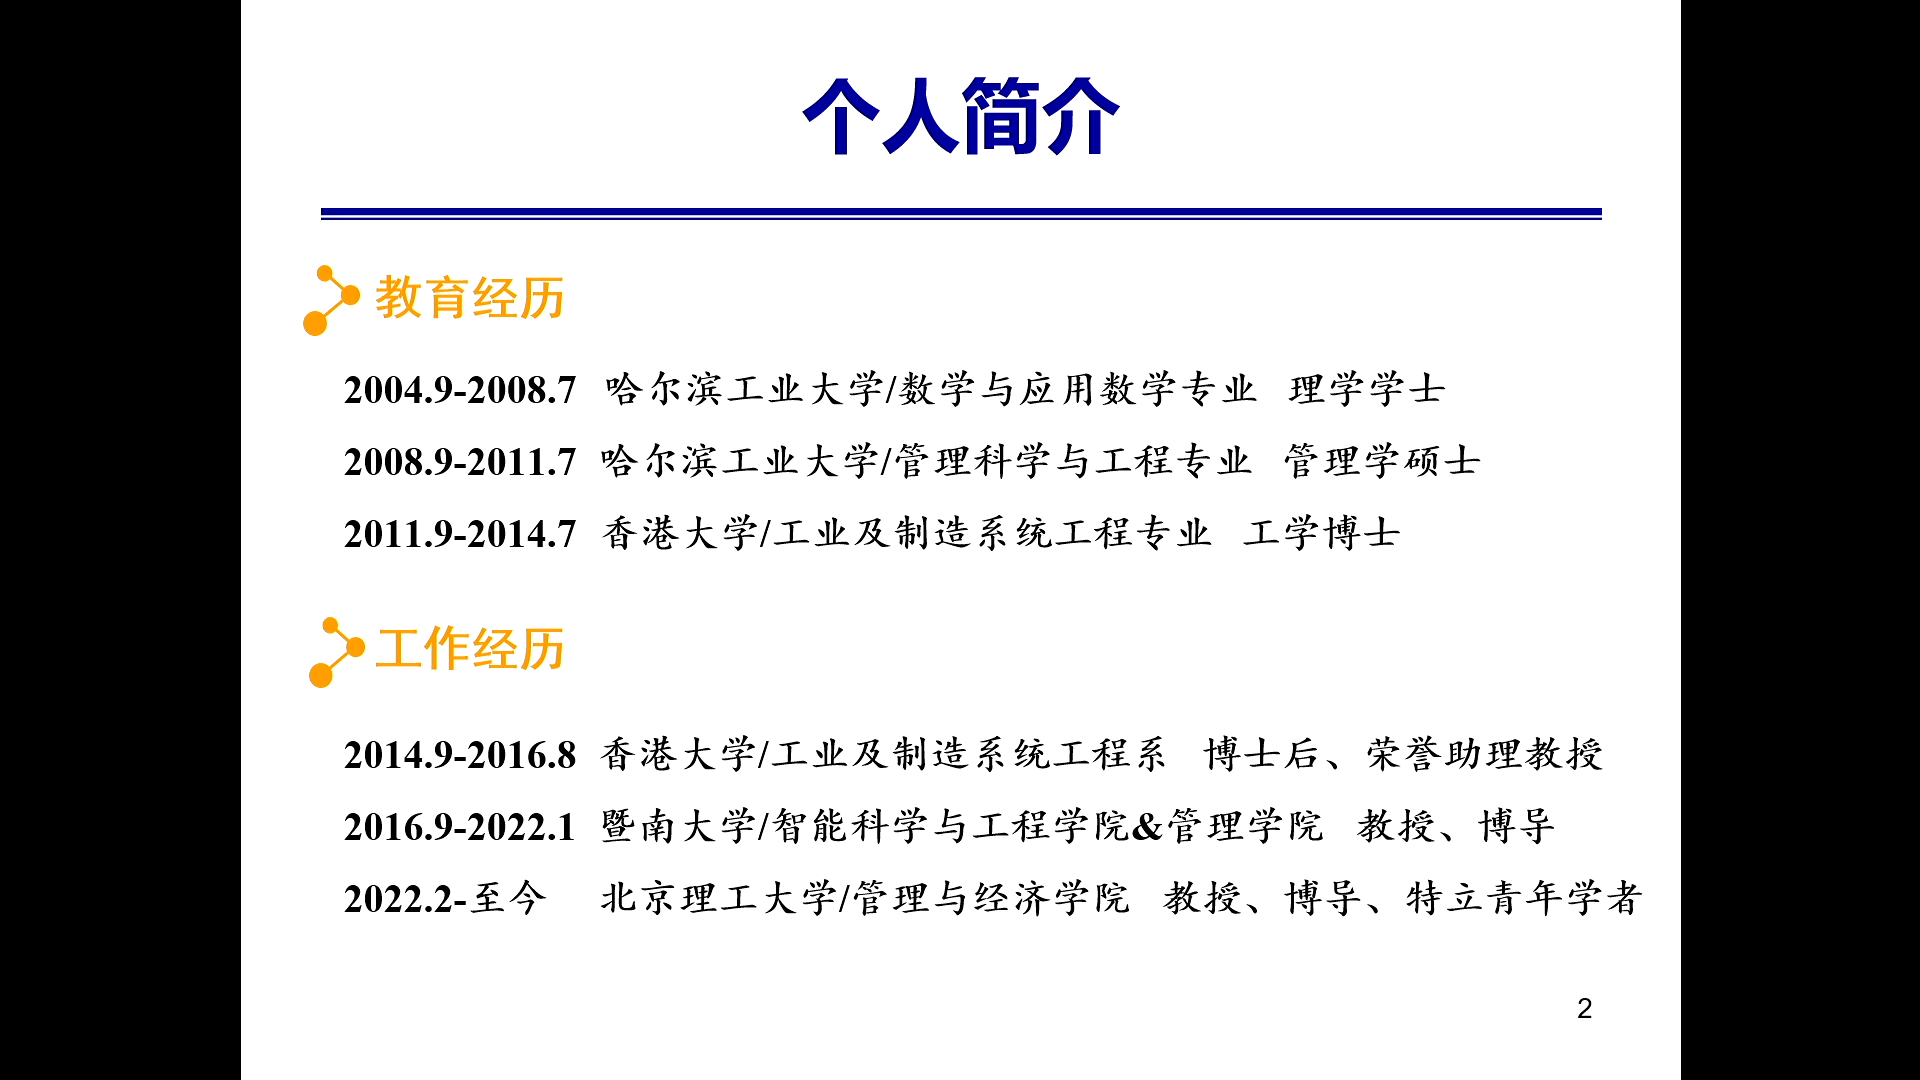 个人简介
教育经历
2004.9-2008.7 哈尔滨工业大学/数学与应用数学专业 理学学士
2008.9-2011.7 哈尔滨工业大学/管理科学与工程专业 管理学硕士
2011.9-2014.7 香港大学/工业及制造系统工程专业 工学博士
工作经历
2014.9-2016.8 香港大学/工业及制造系统工程系 博士后、荣誉助理教授
2016.9-2022.1 暨南大学/智能科学与工程学院&管理学院 教授、博导
2022.2-至今 北京理工大学/管理与经济学院 教授、博导、特立青年学者
2